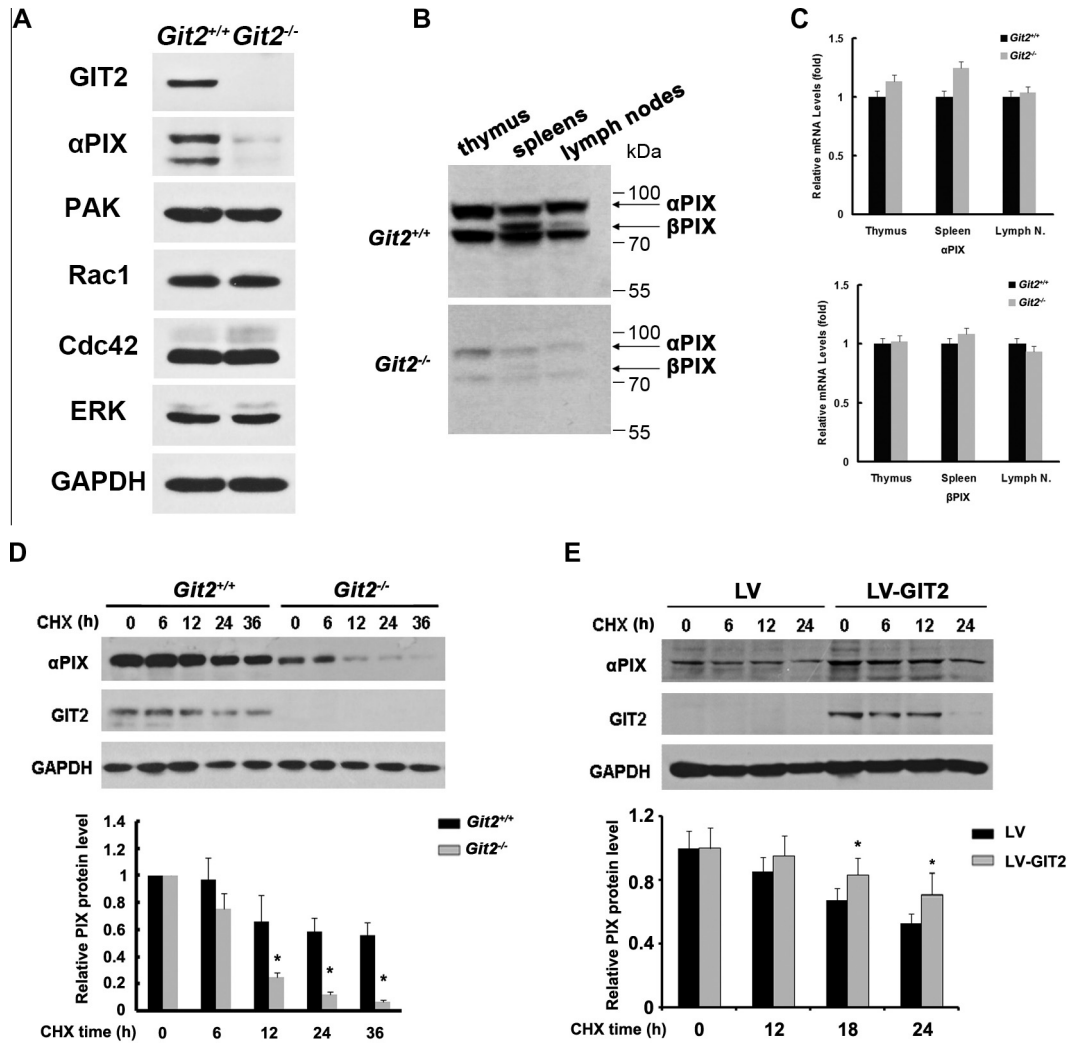 A
Git2+/+ Git2-/-
GIT2
αPIX
PAK
Rac1
Cdc42
ERK
GAPDH
B
thymus
spleens
lymph nodes
kDa
Git2+/+
100
αPIX
βPIX
70
55
Git2-/-
100
αPIX
βPIX
70
55
C
Relative mRNA Levels (fold)
1.5
1
0.5
0
Git2+/+
Git2-/-
Thymus Spleen Lymph N.
αPIX
Relative mRNA Levels (fold)
1.5
1
0.5
0
Git2+/+
Git2-/-
Thymus Spleen Lymph N.
βPIX
D
Git2+/+ Git2-/-
CHX (h) 0 6 12 24 36 0 6 12 24 36
αPIX
GIT2
GAPDH
Relative PIX protein level
1.4
1.2
1
0.8
0.6
0.4
0.2
0
Git2+/+
Git2-/-
* * *
CHX time (h) 0 6 12 24 36
E
LV LV-GIT2
CHX (h) 0 6 12 24 0 6 12 24
αPIX
GIT2
GAPDH
Relative PIX protein level
1.2
0.8
0.4
0
LV
LV-GIT2
* *
CHX time (h) 0 12 18 24